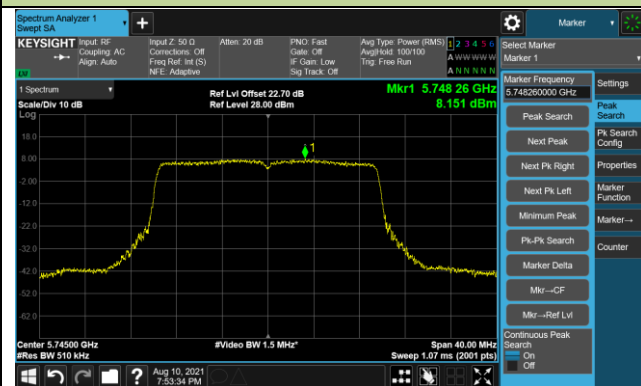 Spectrum Analyzer 1
Swept SA
Marker
KEYSIGHT
Input: RF
Coupling: AC
Align: Auto
Input Z: 50 Ω
Corrections: Off
Freq Ref: Int (S)
NFE: Adaptive
Atten: 20 dB
PNO: Fast
Gate: Off
IF Gain: Low
Sig Track: Off
Avg Type: Power (RMS)
Avg|Hold: 100/100
Trig: Free Run
1 2 3 4 5 6
A W W W W W
A N N N N N
LW
Select Marker
Marker 1
1 Spectrum
Scale/Div 10 dB
Log
Ref Lvl Offset 22.70 dB
Ref Level 28.00 dBm
Mkr1 5.748 26 GHz
8.151 dBm
18.0
8.00
-2.00
-12.0
-22.0
-32.0
-42.0
-52.0
-62.0
1
Center 5.74500 GHz
#Res BW 510 kHz
#Video BW 1.5 MHz*
Span 40.00 MHz
Sweep 1.07 ms (2001 pts)
Marker Frequency
5.748260000 GHz
Peak Search
Next Peak
Next Pk Right
Next Pk Left
Minimum Peak
Pk-Pk Search
Marker Delta
Mkr→CF
Mkr→Ref Lvl
Continuous Peak
Search
On
Off
Settings
Peak
Search
Pk Search
Config
Properties
Marker
Function
Marker→
Counter
?
Aug 10, 2021
7:53:34 PM